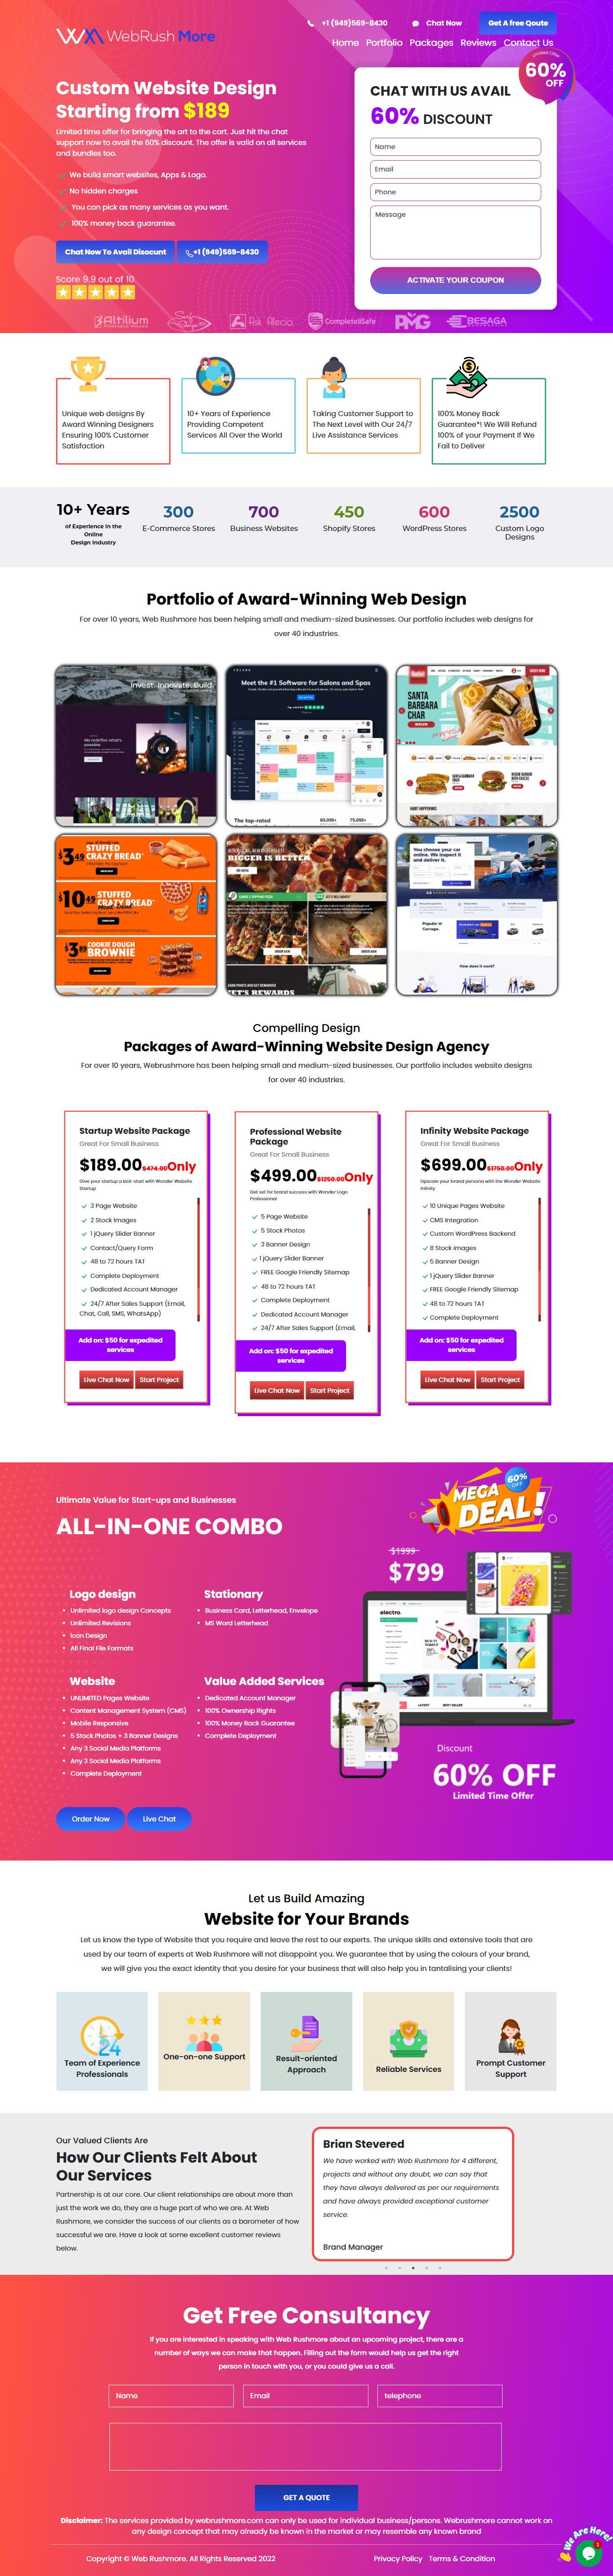 +1 (949)569-8430
Chat Now
Get A free Qoute
WebRush More
Home Portfolio Packages Reviews Contact Us
Custom Website Design
Starting from $189
Limited time offer for bringing the art to the cart. Just hit the chat
support now to avail the 60% discount. The offer is valid on all services
and bundles too.
We build smart websites, Apps & Logo.
No hidden charges
You can pick as many services as you want.
100% money back guarantee.
Chat Now To Avail Disocunt
+1 (949)569-8430
Score 9.9 out of 10
Limited Offer
60%
OFF
CHAT WITH US AVAIL
60% DISCOUNT
Name
Email
Phone
Message
ACTIVATE YOUR COUPON
Altilium
Ask Alecia
CompleteliSafe
PMG
BESAGA
Unique web designs By
Award Winning Designers
Ensuring 100% Customer
Satisfaction
10+ Years of Experience
Providing Competent
Services All Over the World
Taking Customer Support to
The Next Level with Our 24/7
Live Assistance Services
100% Money Back
Guarantee*! We Will Refund
100% of your Payment If We
Fail to Deliver
10+ Years
of Experience In the
Online
Design Industry
300
E-Commerce Stores
700
Business Websites
450
Shopify Stores
600
WordPress Stores
2500
Custom Logo
Designs
Portfolio of Award-Winning Web Design
For over 10 years, Web Rushmore has been helping small and medium-sized businesses. Our portfolio includes web designs for
over 40 industries.
Invest. Innovate. Build.
We redefine what's
possible
Meet the #1 Software for Salons and Spas
The top-rated
SANTA
BARBARA
CHAR
STUFFED
CRAZY BREAD
$3.49
$10.49
STUFFED
CRAZY BREAD
Meal Deal
$3.89
COOKIE DOUGH
BROWNIE
BIGGER IS BETTER
LET'S REWARDS
You choose your car
online. We inspect it
and deliver it.
Popular at
Carnage.
How does it work?
Compelling Design
Packages of Award-Winning Website Design Agency
For over 10 years, Webrushmore has been helping small and medium-sized businesses. Our portfolio includes website designs
for over 40 industries.
Startup Website Package
Great For Small Business
$189.00 $474.00 Only
Give your startup a kick-start with Wonder Website
Startup
3 Page Website
2 Stock Images
1 jQuery Slider Banner
Contact/Query Form
48 to 72 hours TAT
Complete Deployment
Dedicated Account Manager
24/7 After Sales Support (Email,
Chat, Call, SMS, WhatsApp)
Add on: $50 for expedited
services
Live Chat Now
Start Project
Professional Website
Package
Great For Small Business
$499.00 $1250.00 Only
Get set for brand success with Wonder Logo
Professional
5 Page Website
5 Stock Photos
3 Banner Design
1 jQuery Slider Banner
FREE Google Friendly Sitemap
48 to 72 hours TAT
Complete Deployment
Dedicated Account Manager
24/7 After Sales Support (Email,
Add on: $50 for expedited
services
Live Chat Now
Start Project
Infinity Website Package
Great For Small Business
$699.00 $1750.00 Only
Upscale your brand persona with the Wonder Website
Infinity
10 Unique Pages Website
CMS Integration
Custom WordPress Backend
8 Stock images
5 Banner Design
1 jQuery Slider Banner
FREE Google Friendly Sitemap
48 to 72 hours TAT
Complete Deployment
Add on: $50 for expedited
services
Live Chat Now
Start Project
Ultimate Value for Start-ups and Businesses
ALL-IN-ONE COMBO
MEGA
DEAL!
60%
OFF
$1999
$799
Logo design
Unlimited logo design Concepts
Unlimited Revisions
Icon Design
All Final File Formats
Stationary
Business Card, Letterhead, Envelope
MS Word Letterhead
Website
UNLIMITED Pages Website
Content Management System (CMS)
Mobile Responsive
5 Stock Photos + 3 Banner Designs
Any 3 Social Media Platforms
Any 3 Social Media Platforms
Complete Deployment
Value Added Services
Dedicated Account Manager
100% Ownership Rights
100% Money Back Guarantee
Complete Deployment
electro.
Discount
60% OFF
Limited Time Offer
Order Now
Live Chat
Let us Build Amazing
Website for Your Brands
Let us know the type of Website that you require and leave the rest to our experts. The unique skills and extensive tools that are
used by our team of experts at Web Rushmore will not disappoint you. We guarantee that by using the colours of your brand,
we will give you the exact identity that you desire for your business that will also help you in tantalising your clients!
24
Team of Experience
Professionals
One-on-one Support
Result-oriented
Approach
Reliable Services
Prompt Customer
Support
Our Valued Clients Are
How Our Clients Felt About
Our Services
Partnership is at our core. Our client relationships are about more than
just the work we do, they are a huge part of who we are. At Web
Rushmore, we consider the success of our clients as a barometer of how
successful we are. Have a look at some excellent customer reviews
below.
Brian Stevered
We have worked with Web Rushmore for 4 different,
projects and without any doubt, we can say that
they have always delivered as per our requirements
and have always provided exceptional customer
service.
Brand Manager
Get Free Consultancy
If you are interested in speaking with Web Rushmore about an upcoming project, there are a
number of ways we can make that happen. Filling out the form would help us get the right
person in touch with you, or you could give us a call.
Name
Email
telephone
GET A QUOTE
Disclaimer: The services provided by webrushmore.com can only be used for individual business/persons. Webrushmore cannot work on
any design concept that may already be known in the market or may resemble any known brand
Copyright © Web Rushmore. All Rights Reserved 2022
Privacy Policy Terms & Condition
We Are Here!
1